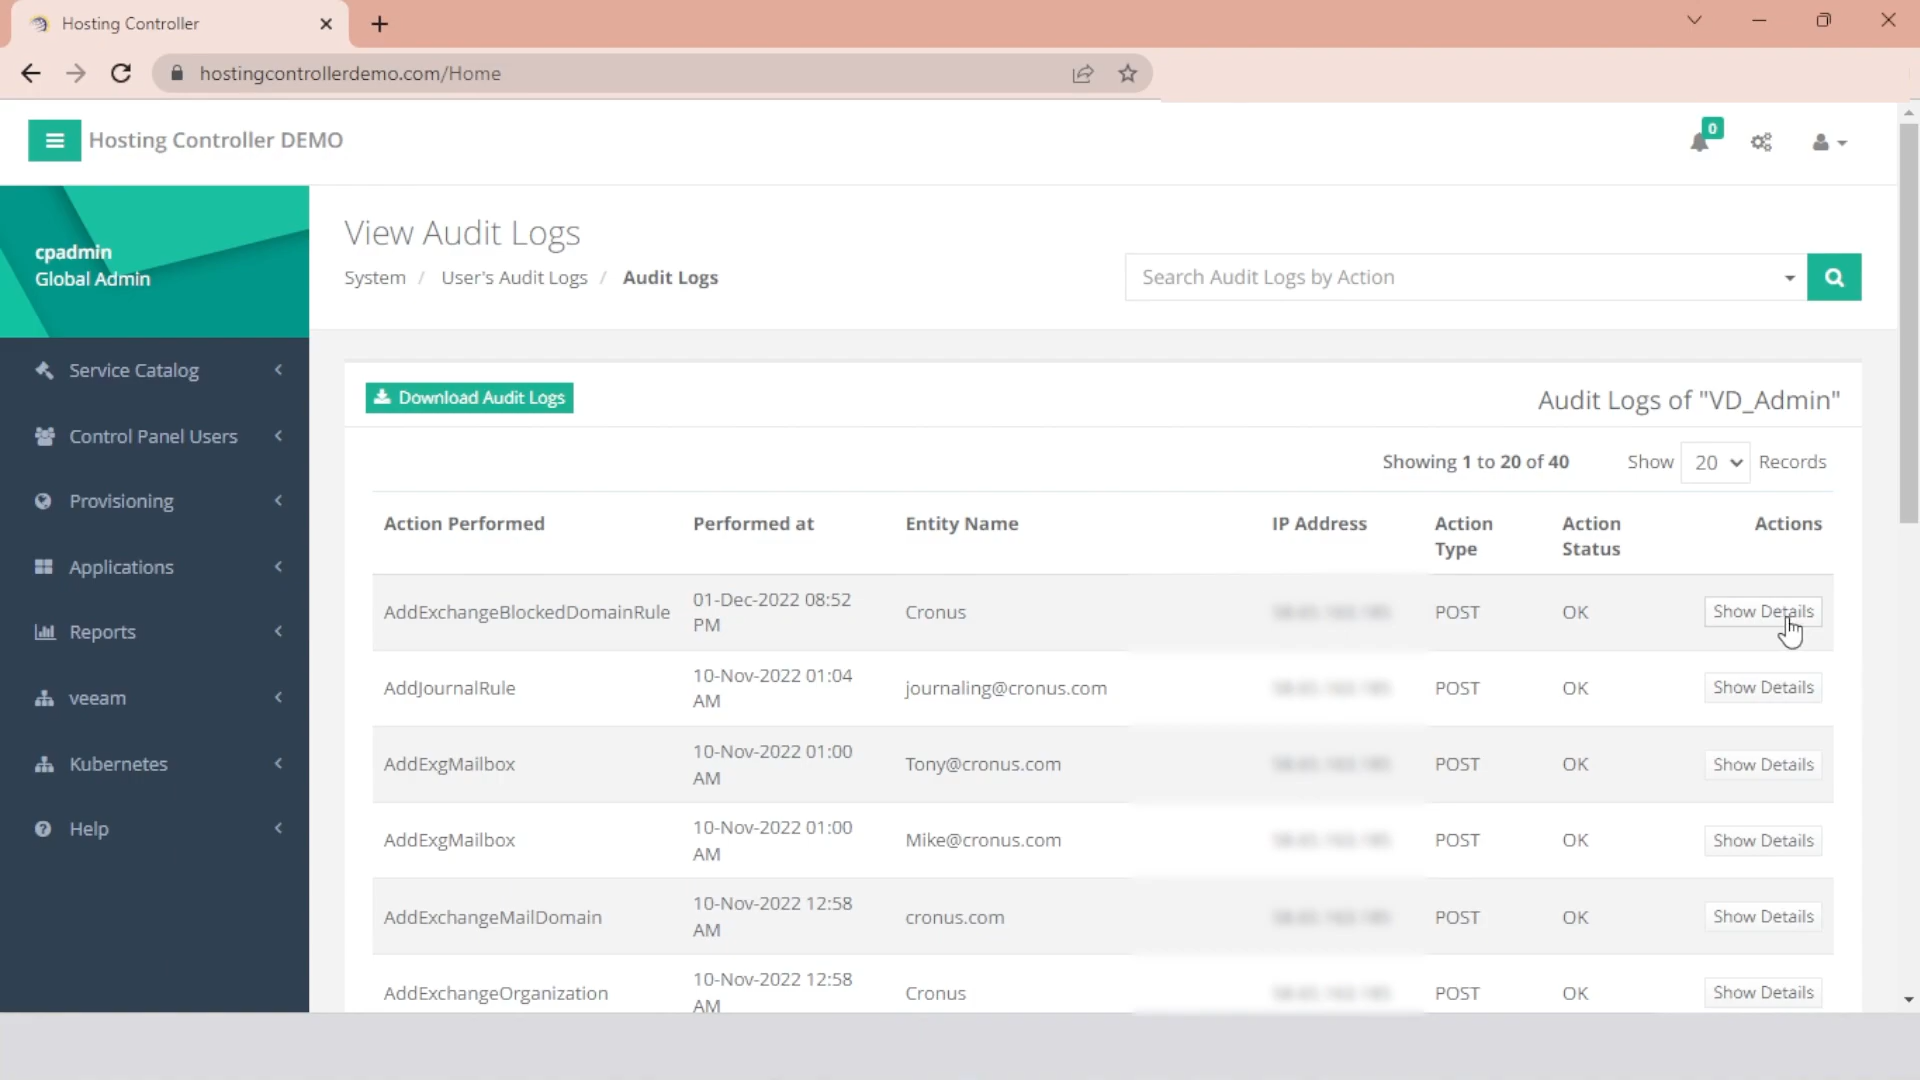 Hosting Controller
hostingcontrollerdemo.com/Home
Hosting Controller DEMO
0
cpadmin
Global Admin
Service Catalog
Control Panel Users
Provisioning
Applications
Reports
veeam
Kubernetes
Help
View Audit Logs
System / User's Audit Logs / Audit Logs
Search Audit Logs by Action
Download Audit Logs
Audit Logs of "VD_Admin"
Showing 1 to 20 of 40 Show 20 Records
Action Performed Performed at Entity Name IP Address Action Type Action Status Actions
AddExchangeBlockedDomainRule 01-Dec-2022 08:52 PM Cronus POST OK Show Details
AddJournalRule 10-Nov-2022 01:04 AM journaling@cronus.com POST OK Show Details
AddExgMailbox 10-Nov-2022 01:00 AM Tony@cronus.com POST OK Show Details
AddExgMailbox 10-Nov-2022 01:00 AM Mike@cronus.com POST OK Show Details
AddExchangeMailDomain 10-Nov-2022 12:58 AM cronus.com POST OK Show Details
AddExchangeOrganization 10-Nov-2022 12:58 AM Cronus POST OK Show Details